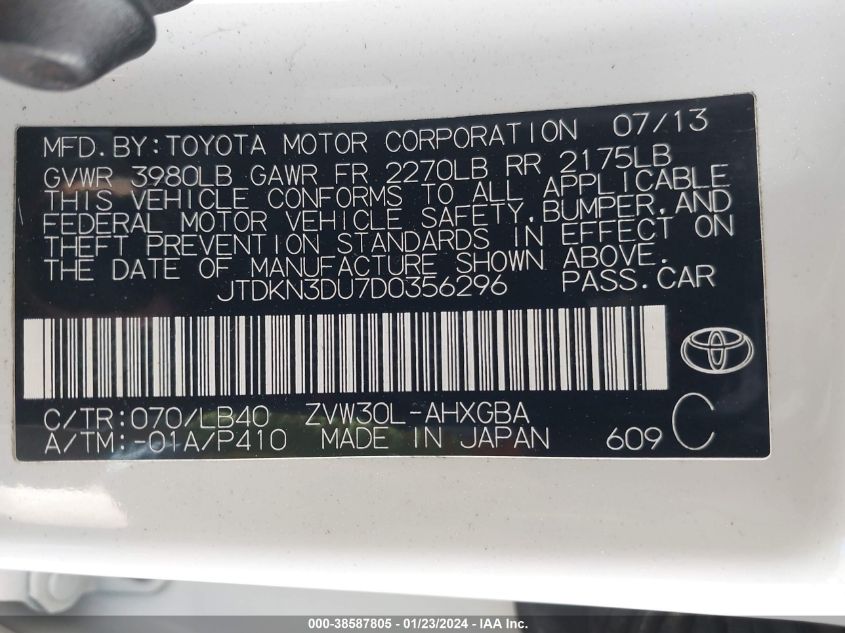 MFD.BY:TOYOTA MOTOR CORPORATION 07/13
GVWR 3980LB GAWR FR 2270LB RR 2175LB
THIS VEHICLE CONFORMS TO ALL APPLICABLE
FEDERAL MOTOR VEHICLE SAFETY,BUMPER,AND
THEFT PREVENTION STANDARDS IN EFFECT ON
THE DATE OF MANUFACTURE SHOWN ABOVE.
JTDKN3DU7D0356296 PASS.CAR
C/TR:070/LB40 ZVW30L-AHXGBA
A/TM:-01A/P410 MADE IN JAPAN 609 C
000-38587805 - 01/23/2024 - IAA Inc.